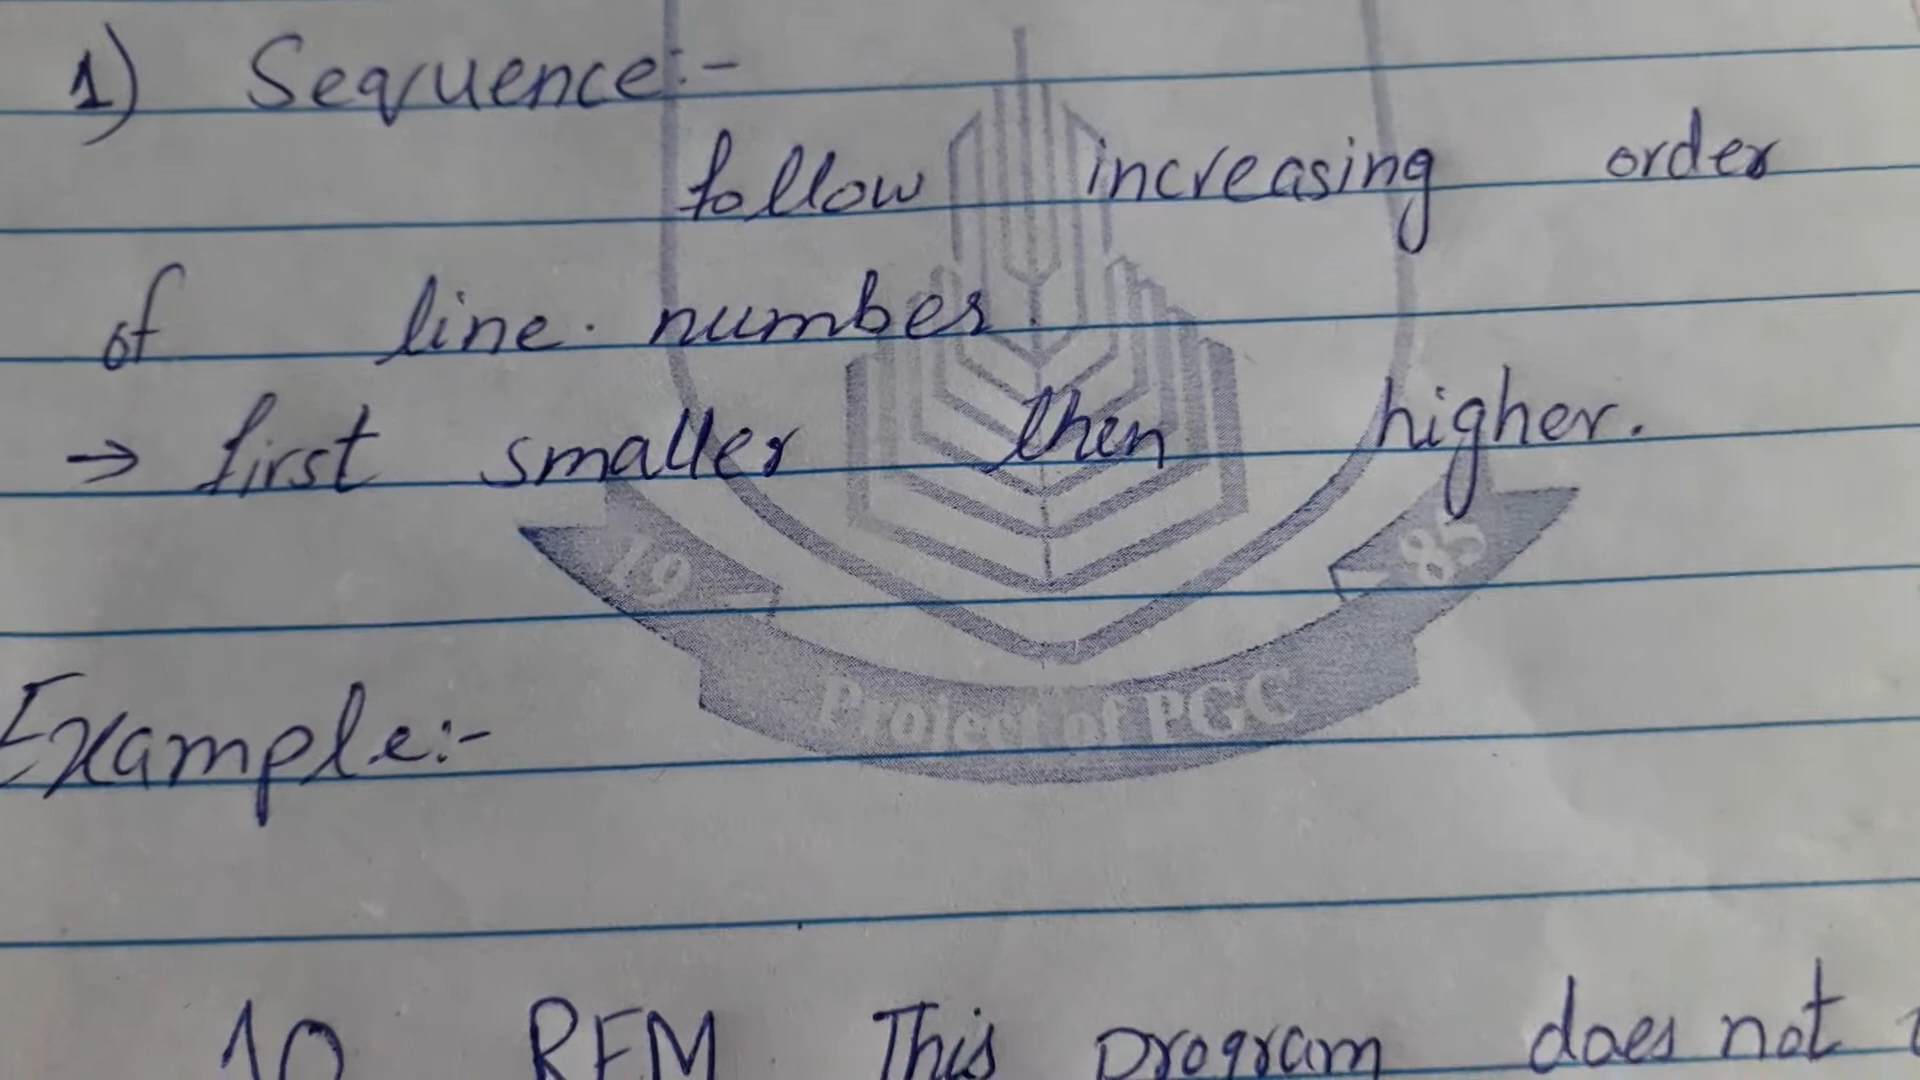 1) Sequence:-
follow increasing order
of line. number.
→ first smaller then higher.
19 85
Project of PGC
Example:-
10 REM This program does not